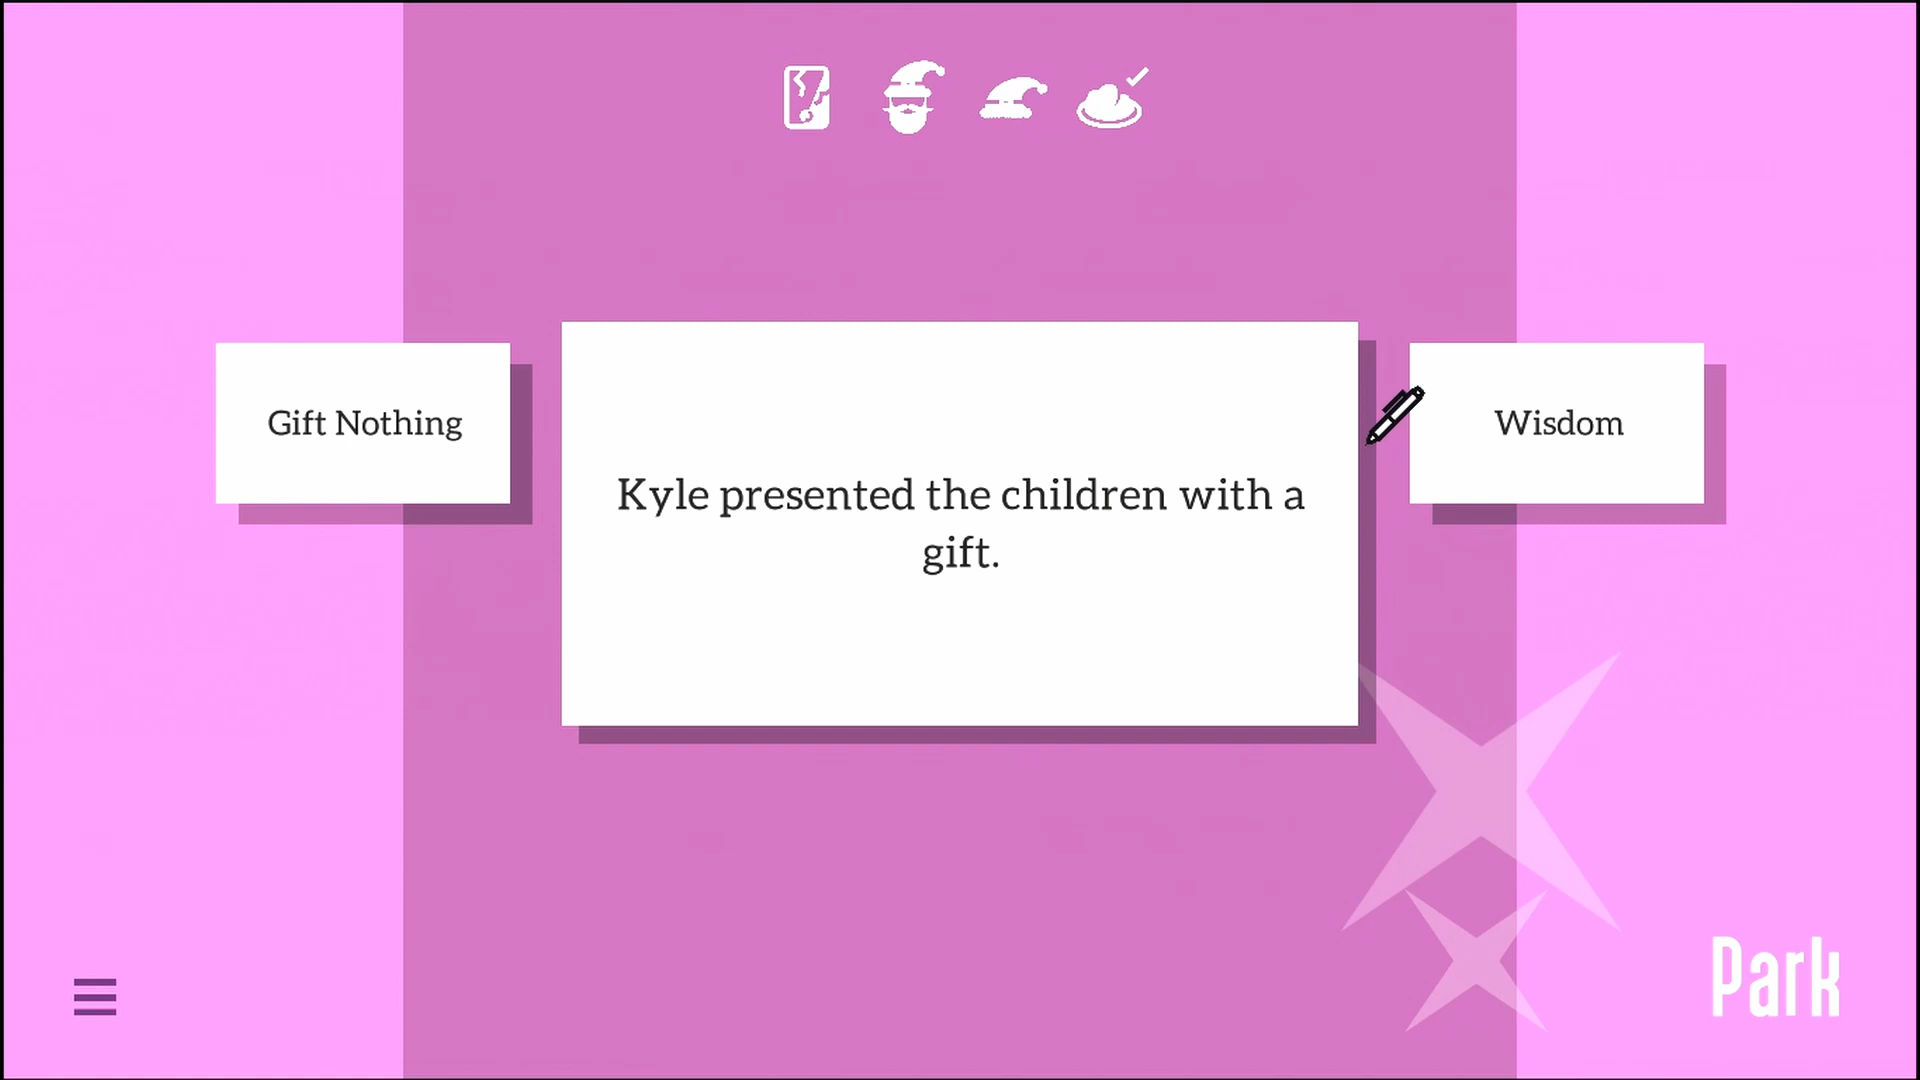 Gift Nothing
Kyle presented the children with a
gift.
Wisdom
Park